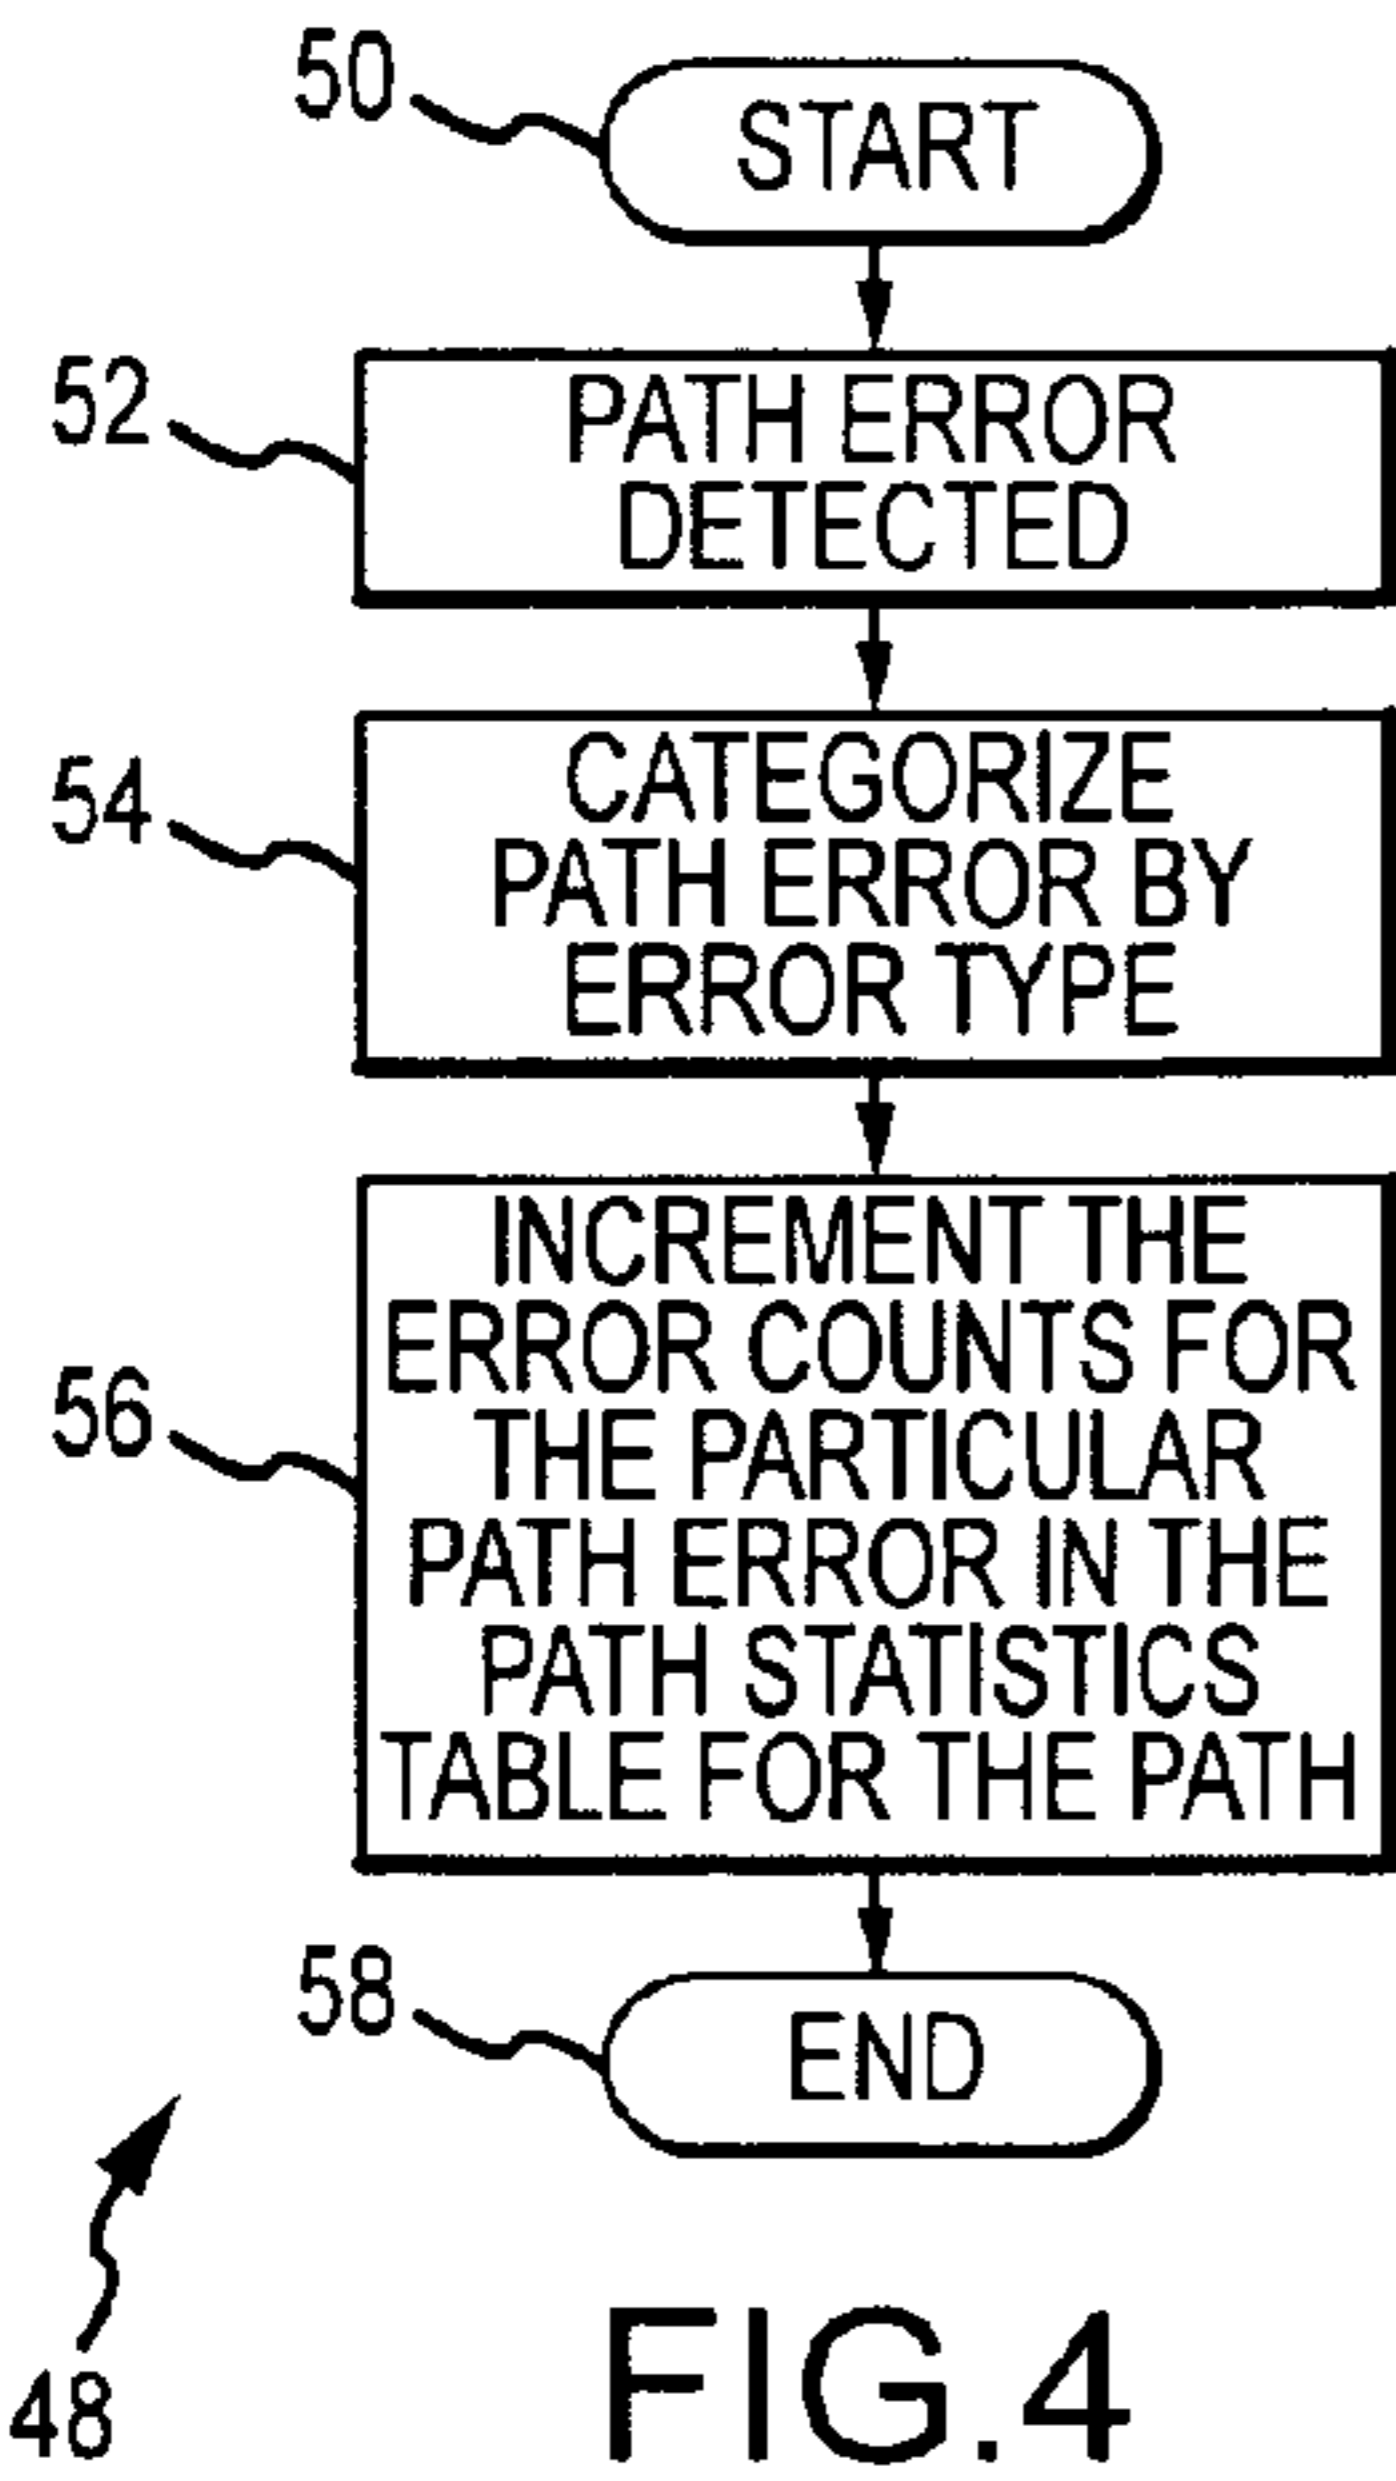 50
START
52
PATH ERROR
DETECTED
54
CATEGORIZE
PATH ERROR BY
ERROR TYPE
56
INCREMENT THE
ERROR COUNTS FOR
THE PARTICULAR
PATH ERROR IN THE
PATH STATISTICS
TABLE FOR THE PATH
58
END
48
FIG.4